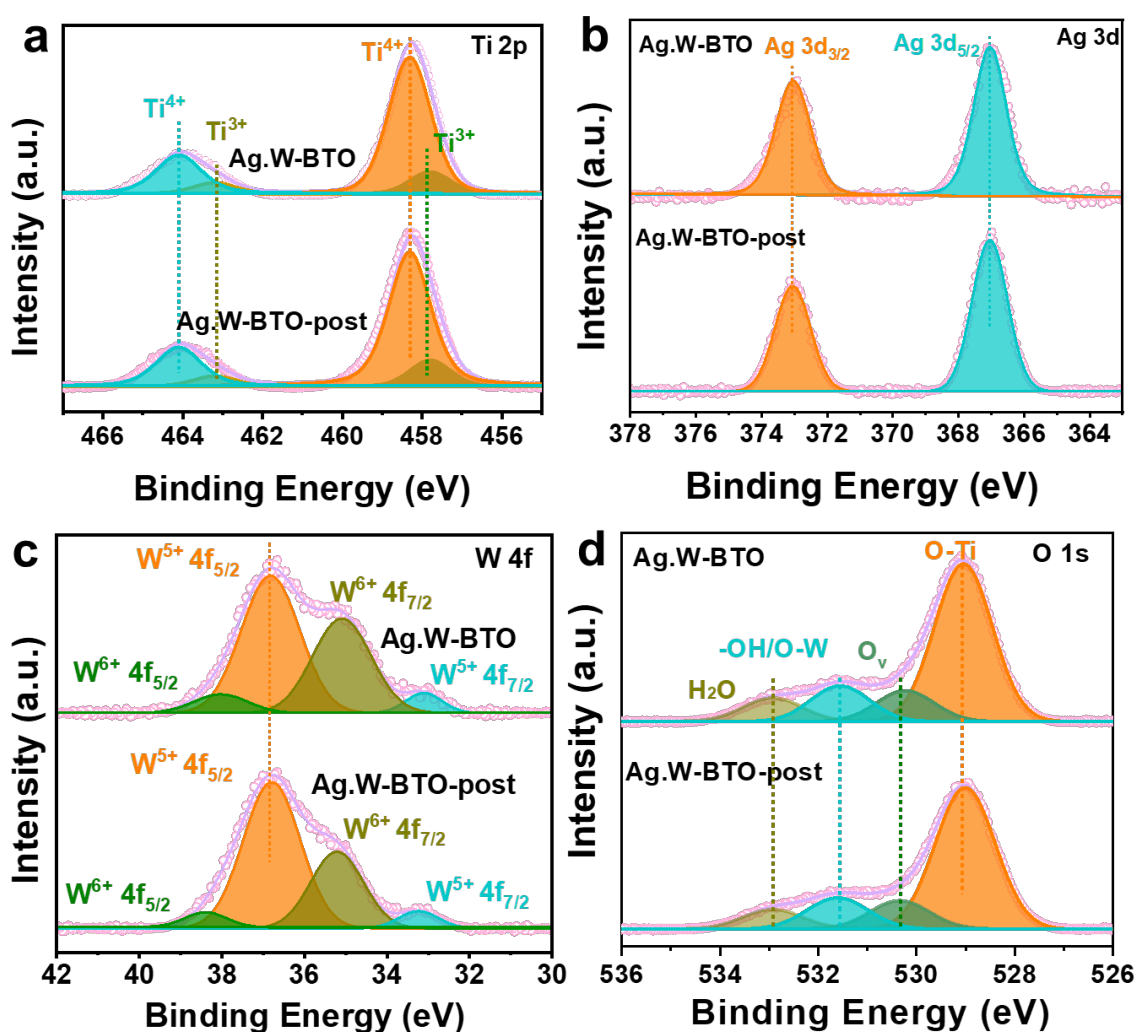 a
Ti 2p
Ti⁴⁺
Ti⁴⁺
Ti³⁺
Ti³⁺
Ag.W-BTO
Ag.W-BTO-post
Intensity (a.u.)
466 464 462 460 458 456
Binding Energy (eV)
b
Ag.W-BTO
Ag 3d₃/₂
Ag 3d₅/₂
Ag 3d
Ag.W-BTO-post
Intensity (a.u.)
378 376 374 372 370 368 366 364
Binding Energy (eV)
c
W 4f
W⁵⁺ 4f₅/₂
W⁶⁺ 4f₇/₂
Ag.W-BTO
W⁶⁺ 4f₅/₂
W⁵⁺ 4f₇/₂
W⁵⁺ 4f₅/₂
Ag.W-BTO-post
W⁶⁺ 4f₇/₂
W⁶⁺ 4f₅/₂
W⁵⁺ 4f₇/₂
Intensity (a.u.)
42 40 38 36 34 32 30
Binding Energy (eV)
d
Ag.W-BTO
O-Ti
O 1s
-OH/O-W
Oᵥ
H₂O
Ag.W-BTO-post
Intensity (a.u.)
536 534 532 530 528 526
Binding Energy (eV)